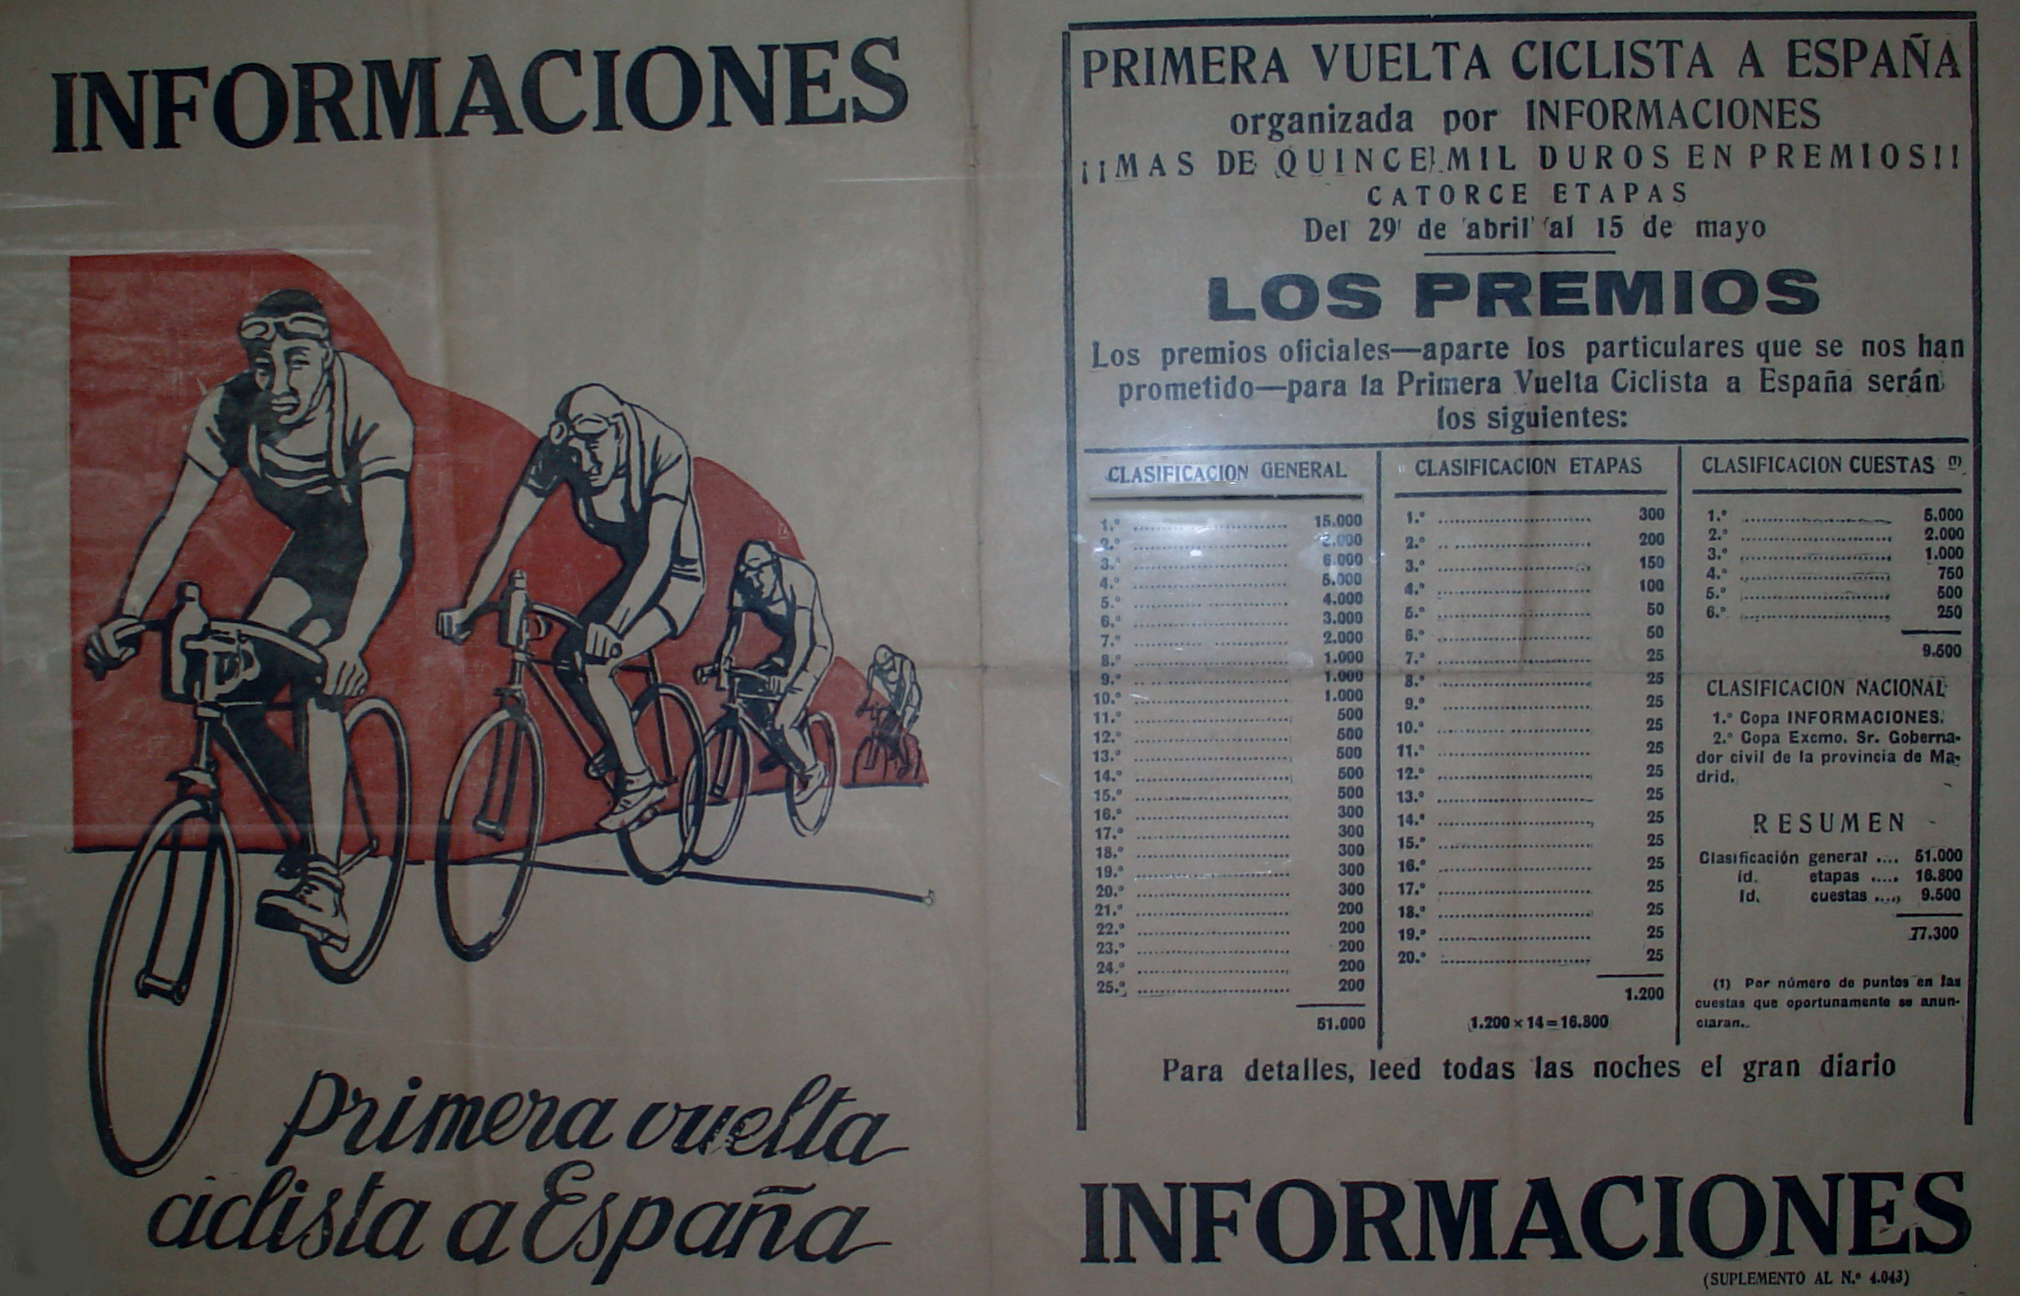 INFORMACIONES
Primera vuelta
ciclista a España
PRIMERA VUELTA CICLISTA A ESPAÑA
organizada por INFORMACIONES
¡¡MAS DE QUINCE MIL DUROS EN PREMIOS!!
CATORCE ETAPAS
Del 29 de abril al 15 de mayo
LOS PREMIOS
Los premios oficiales—aparte los particulares que se nos han
prometido—para la Primera Vuelta Ciclista a España serán
los siguientes:
CLASIFICACION GENERAL
1.º ........ 15.000
2.º ........ 8.000
3.º ........ 6.000
4.º ........ 5.000
5.º ........ 4.000
6.º ........ 3.000
7.º ........ 2.000
8.º ........ 1.000
9.º ........ 1.000
10.º ........ 1.000
11.º ........ 500
12.º ........ 500
13.º ........ 500
14.º ........ 500
15.º ........ 500
16.º ........ 300
17.º ........ 300
18.º ........ 300
19.º ........ 300
20.º ........ 300
21.º ........ 200
22.º ........ 200
23.º ........ 200
24.º ........ 200
25.º ........ 200
51.000
CLASIFICACION ETAPAS
1.º ........ 300
2.º ........ 200
3.º ........ 150
4.º ........ 100
5.º ........ 50
6.º ........ 50
7.º ........ 25
8.º ........ 25
9.º ........ 25
10.º ........ 25
11.º ........ 25
12.º ........ 25
13.º ........ 25
14.º ........ 25
15.º ........ 25
16.º ........ 25
17.º ........ 25
18.º ........ 25
19.º ........ 25
20.º ........ 25
1.200
1.200 × 14 = 16.800
CLASIFICACION CUESTAS (1)
1.º ........ 5.000
2.º ........ 2.000
3.º ........ 1.000
4.º ........ 750
5.º ........ 500
6.º ........ 250
9.500
CLASIFICACION NACIONAL
1.º Copa INFORMACIONES.
2.º Copa Excmo. Sr. Goberna-
dor civil de la provincia de Ma-
drid.
RESUMEN
Clasificación general .... 51.000
Id. etapas ..... 16.800
Id. cuestas ..... 9.500
77.300
(1) Por número de puntos en las
cuestas que oportunamente se anun-
ciaran.
Para detalles, leed todas las noches el gran diario
INFORMACIONES
(SUPLEMENTO AL N.º 4.043)